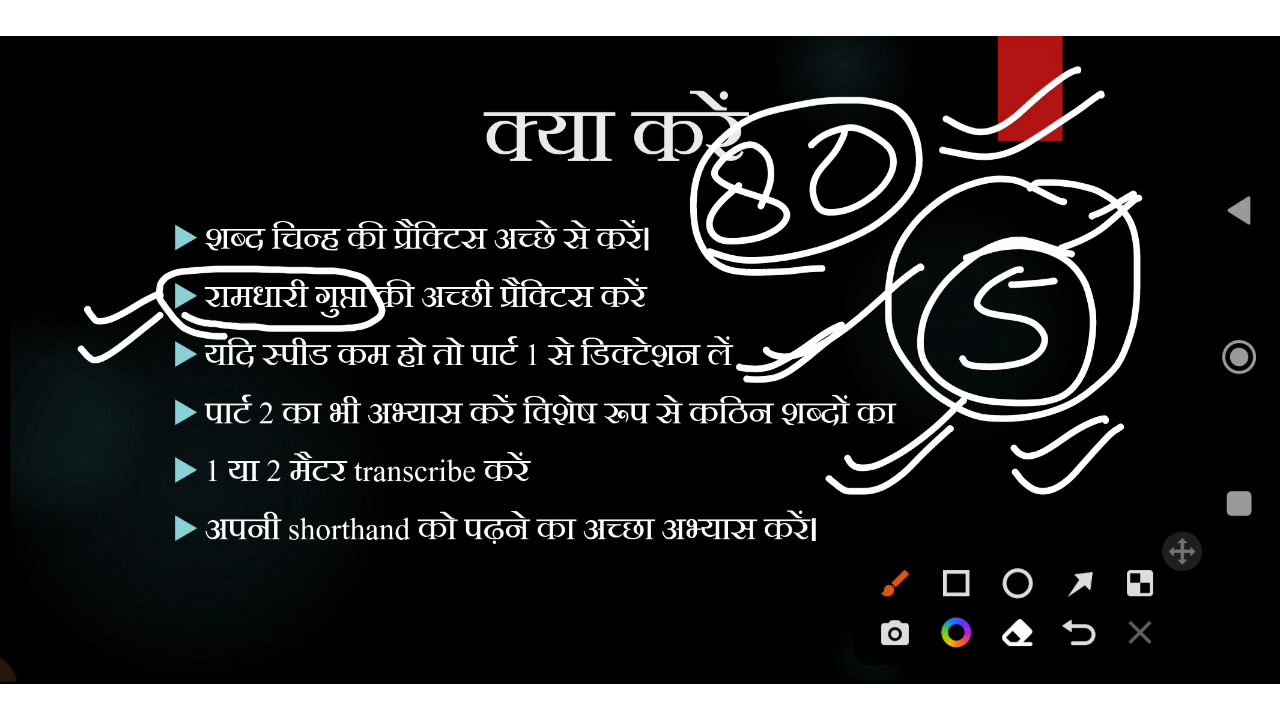 क्या करें
80
शब्द चिन्ह की प्रैक्टिस अच्छे से करें।
रामधारी गुप्ता की अच्छी प्रैक्टिस करें
5
यदि स्पीड कम हो तो पार्ट 1 से डिक्टेशन लें
पार्ट 2 का भी अभ्यास करें विशेष रूप से कठिन शब्दों का
1 या 2 मैटर transcribe करें
अपनी shorthand को पढ़ने का अच्छा अभ्यास करें।